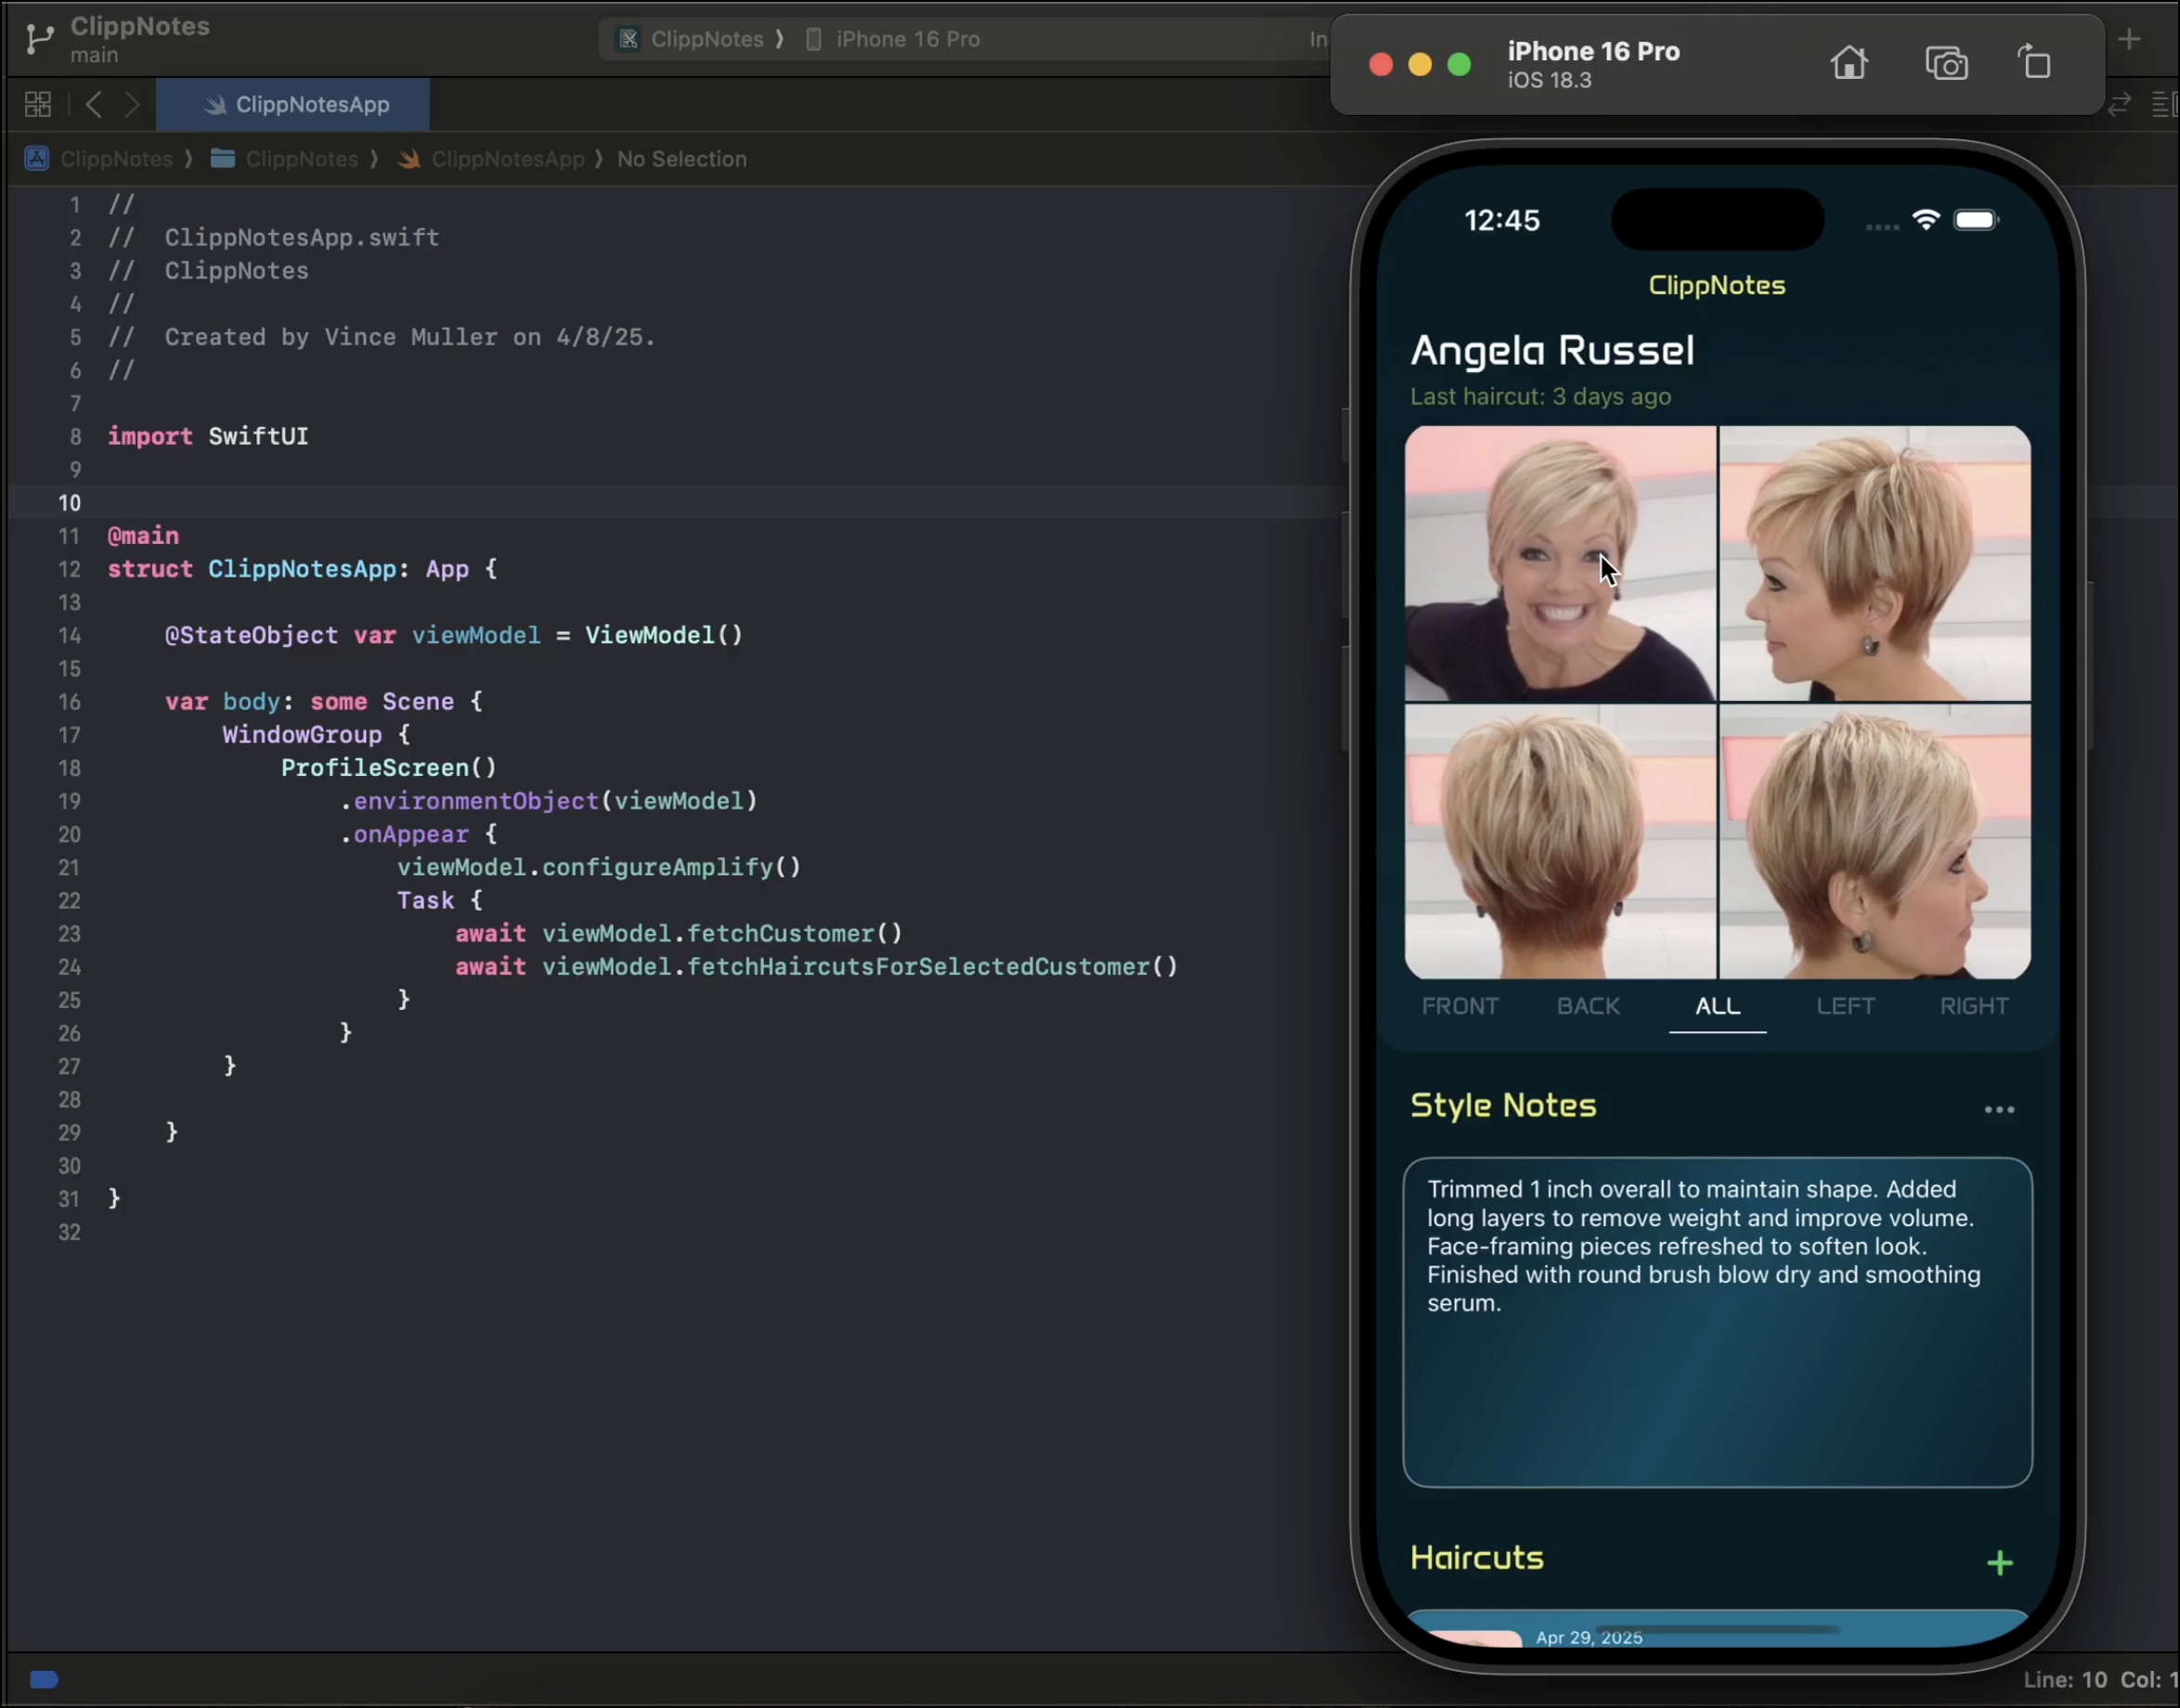 ClippNotes
main
ClippNotes ⟩ iPhone 16 Pro
In
iPhone 16 Pro
iOS 18.3
ClippNotesApp
ClippNotes ⟩ ClippNotes ⟩ ClippNotesApp ⟩ No Selection
1 //
2 //  ClippNotesApp.swift
3 //  ClippNotes
4 //
5 //  Created by Vince Muller on 4/8/25.
6 //
7
8 import SwiftUI
9
10
11 @main
12 struct ClippNotesApp: App {
13
14     @StateObject var viewModel = ViewModel()
15
16     var body: some Scene {
17         WindowGroup {
18             ProfileScreen()
19                 .environmentObject(viewModel)
20                 .onAppear {
21                     viewModel.configureAmplify()
22                     Task {
23                         await viewModel.fetchCustomer()
24                         await viewModel.fetchHaircutsForSelectedCustomer()
25                     }
26                 }
27         }
28
29     }
30
31 }
32
12:45
ClippNotes
Angela Russel
Last haircut: 3 days ago
FRONT BACK ALL LEFT RIGHT
Style Notes
Trimmed 1 inch overall to maintain shape. Added
long layers to remove weight and improve volume.
Face-framing pieces refreshed to soften look.
Finished with round brush blow dry and smoothing
serum.
Haircuts
Apr 29, 2025
Line: 10 Col: 1